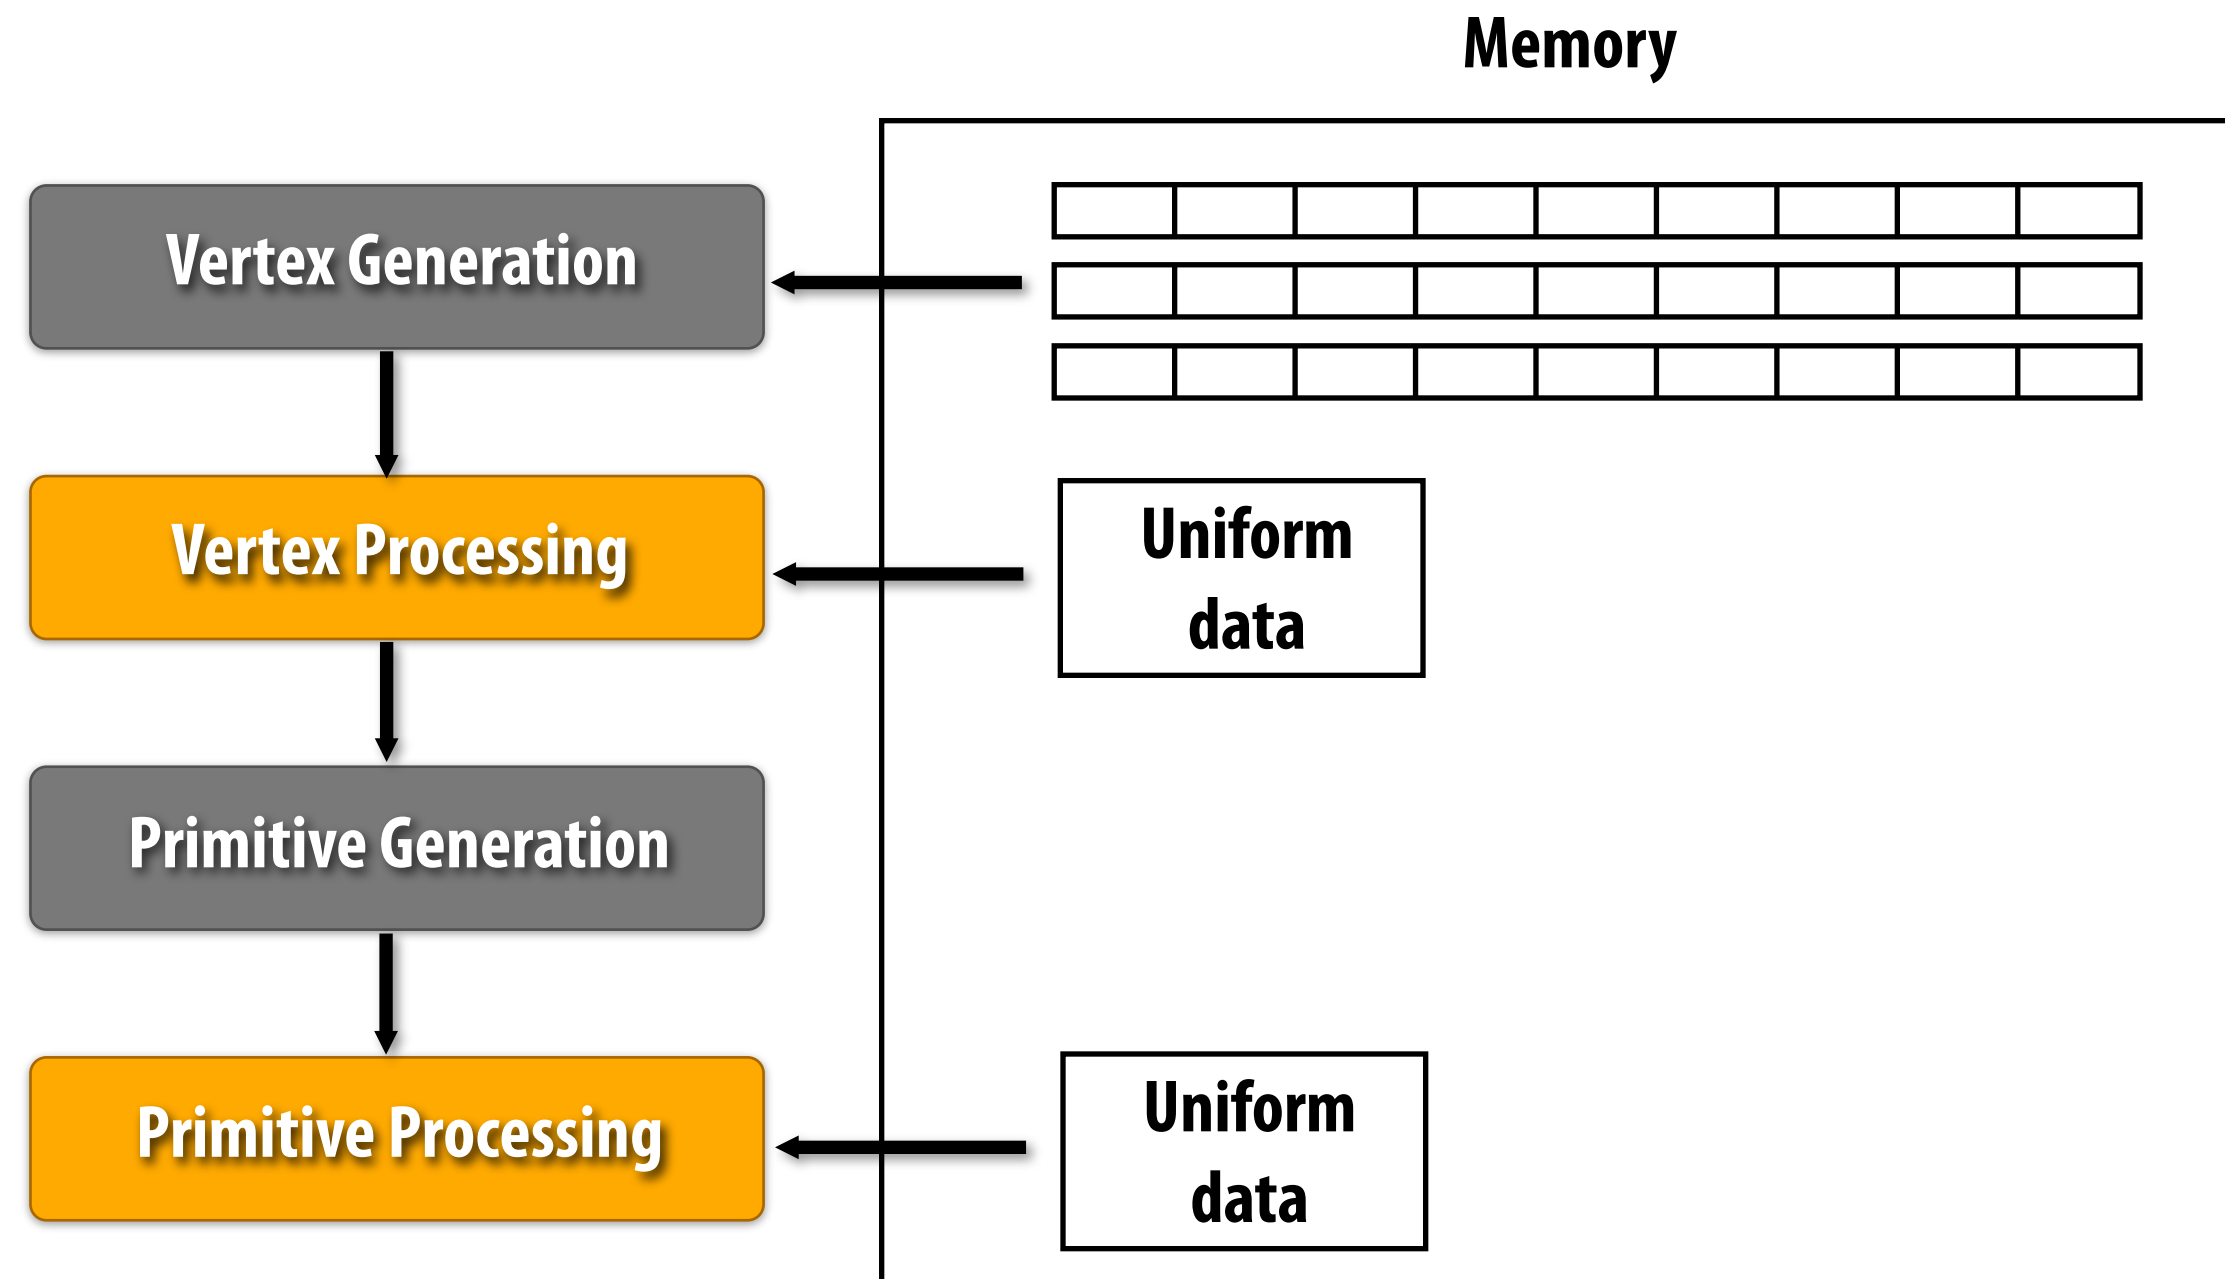 Memory
Vertex Generation
Vertex Processing
Uniform
data
Primitive Generation
Primitive Processing
Uniform
data